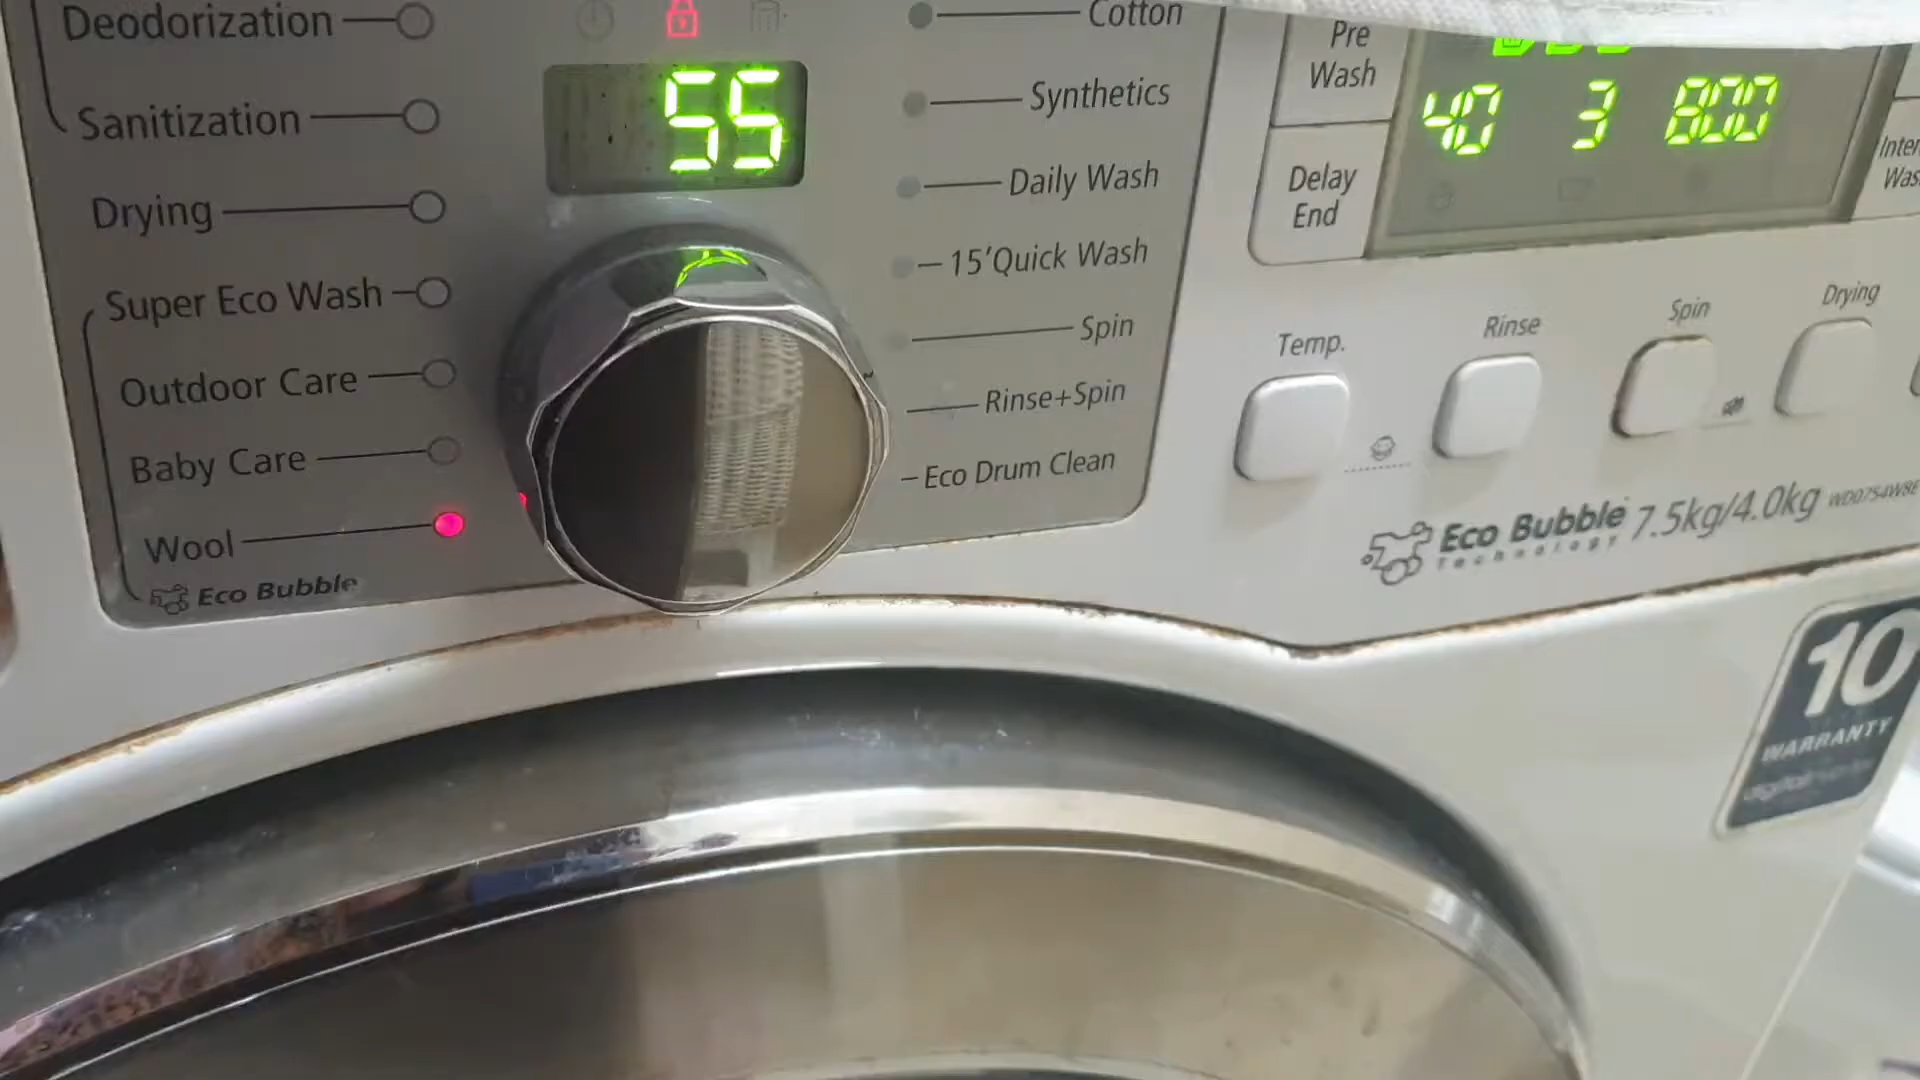 Deodorization
Sanitization
Drying
Super Eco Wash
Outdoor Care
Baby Care
Wool
Eco Bubble
55
Cotton
Synthetics
Daily Wash
15'Quick Wash
Spin
Rinse+Spin
Eco Drum Clean
Pre
Wash
Delay
End
40 3 800
Temp.
Rinse
Spin
Drying
Eco Bubble 7.5kg/4.0kg
Technology
10
WARRANTY